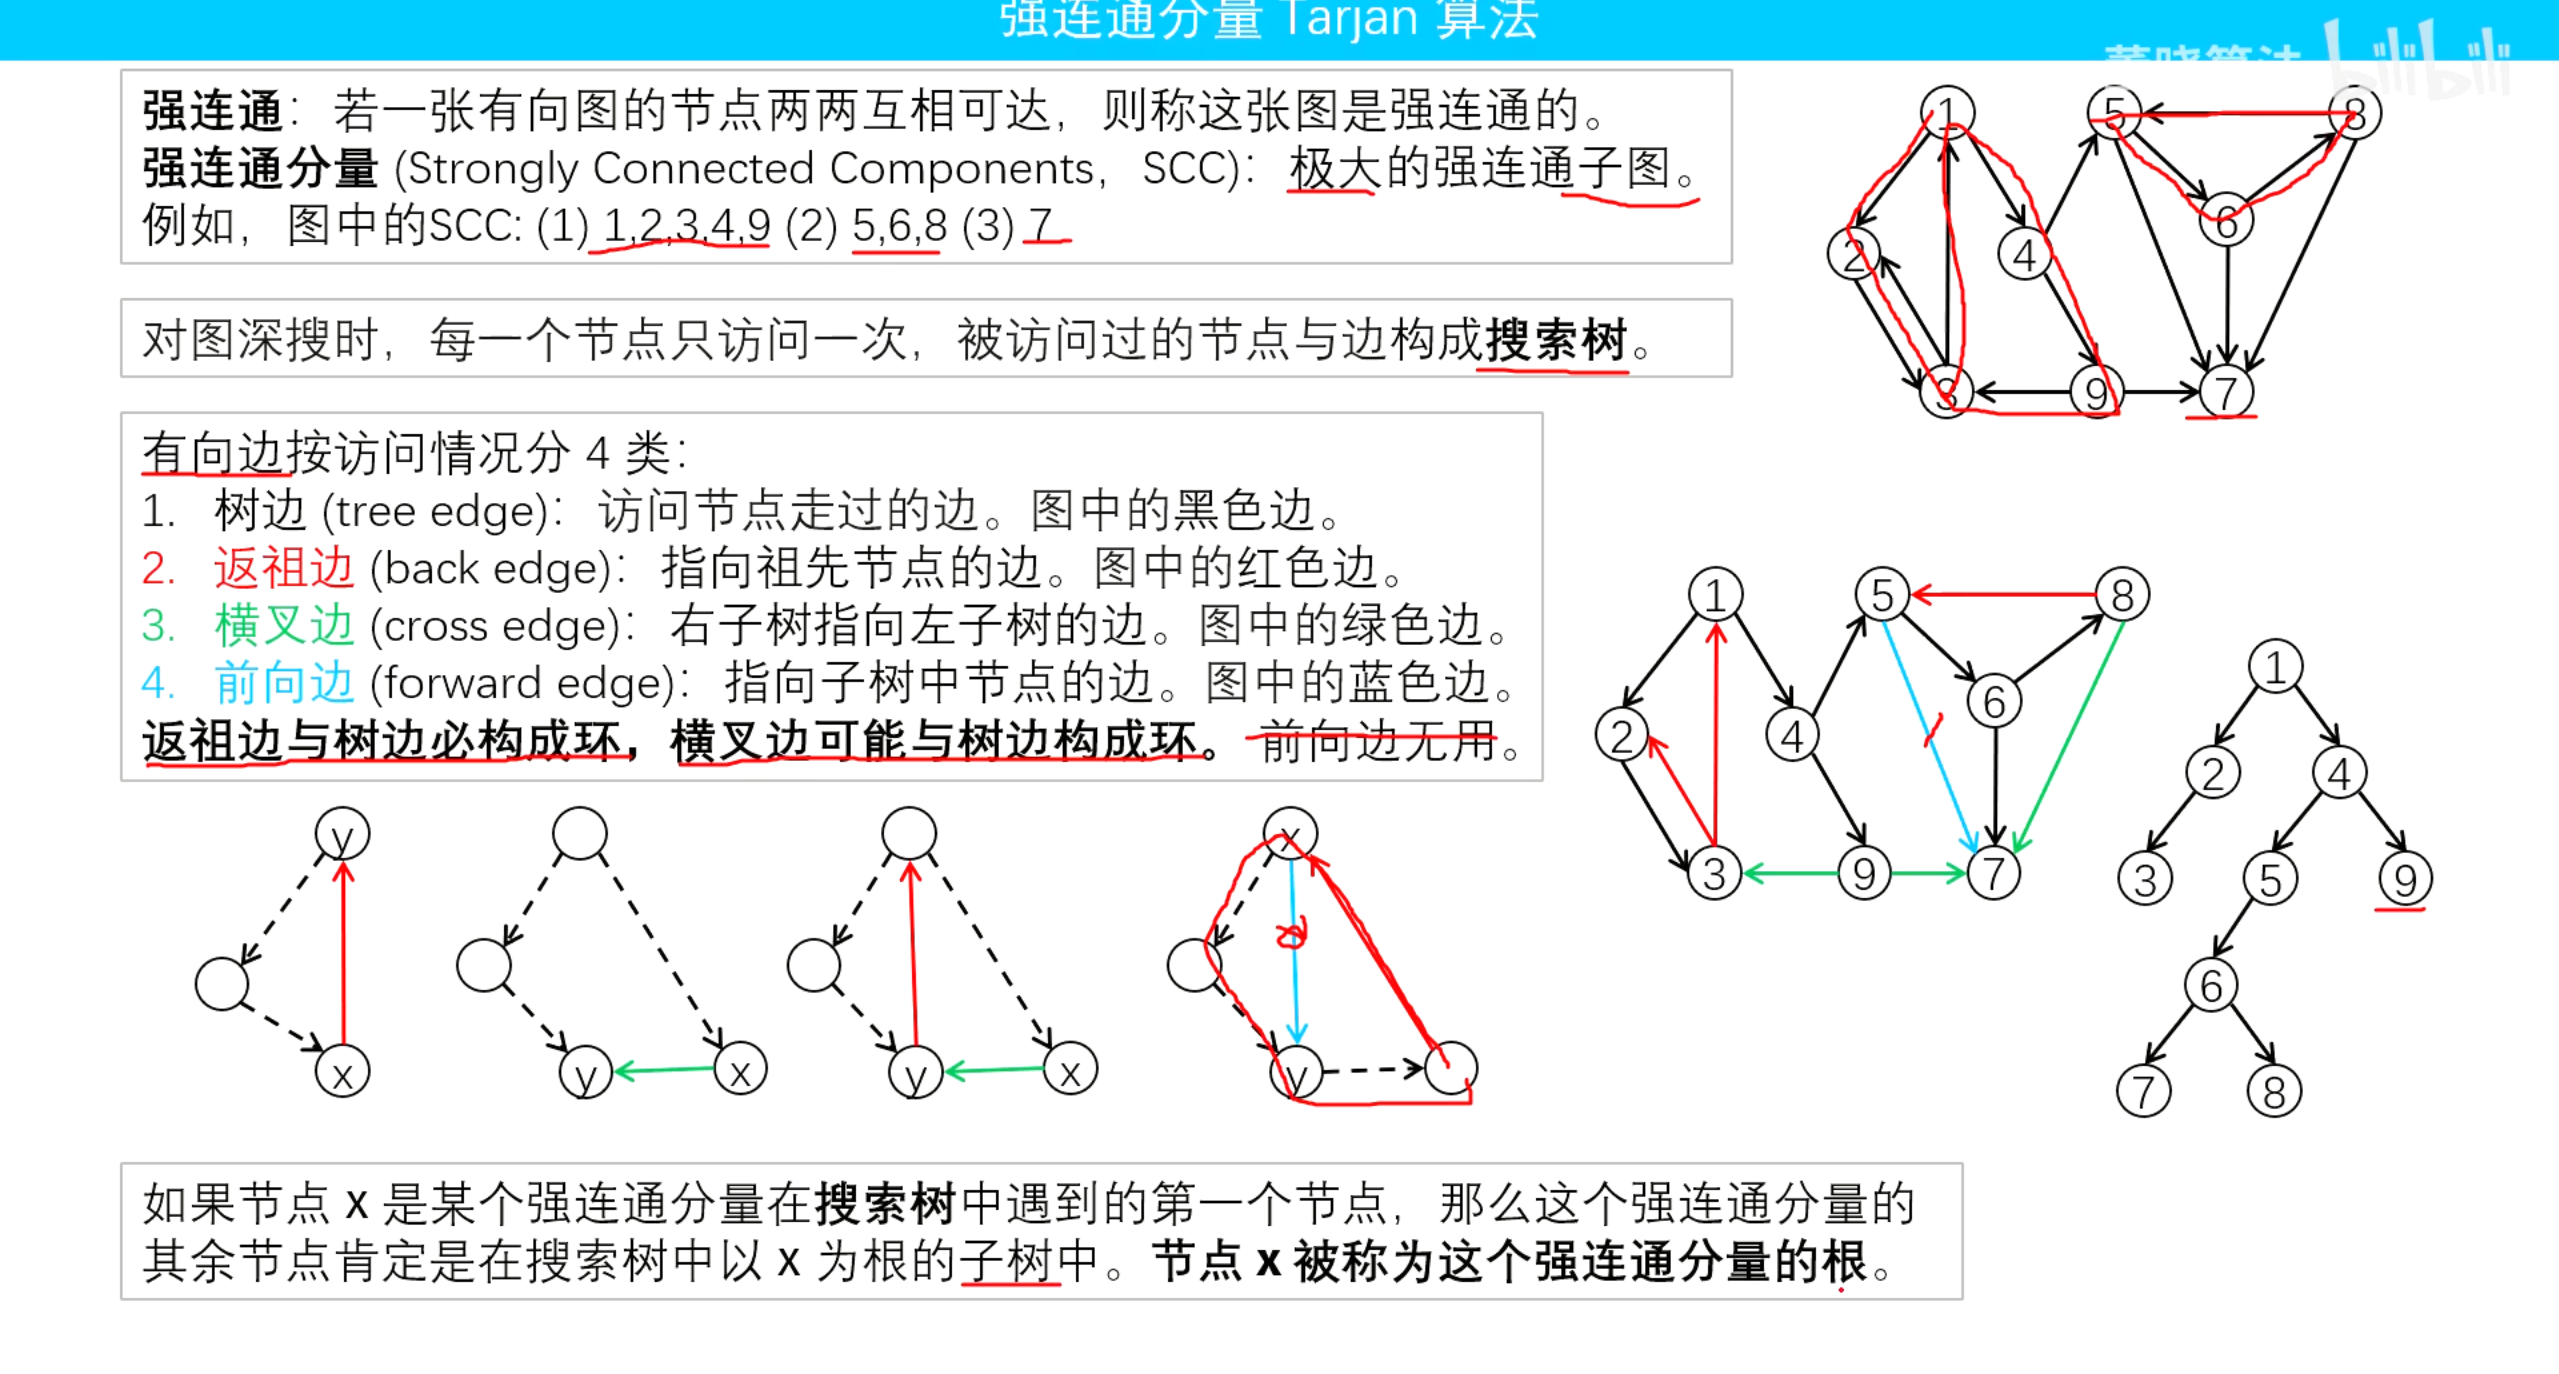 强连通分量 Tarjan 算法
bilibili
强连通：若一张有向图的节点两两互相可达，则称这张图是强连通的。
强连通分量 (Strongly Connected Components，SCC)：极大的强连通子图。
例如，图中的SCC: (1) 1,2,3,4,9 (2) 5,6,8 (3) 7
对图深搜时，每一个节点只访问一次，被访问过的节点与边构成搜索树。
有向边按访问情况分 4 类：
1. 树边 (tree edge)：访问节点走过的边。图中的黑色边。
2. 返祖边 (back edge)：指向祖先节点的边。图中的红色边。
3. 横叉边 (cross edge)：右子树指向左子树的边。图中的绿色边。
4. 前向边 (forward edge)：指向子树中节点的边。图中的蓝色边。
返祖边与树边必构成环，横叉边可能与树边构成环。前向边无用。
1 5 8
2 4 6
3 9 7
1 5 8
2 4 6
3 9 7
1
2 4
3 5 9
6
7 8
y
x
y x
y x
x
y
如果节点 x 是某个强连通分量在搜索树中遇到的第一个节点，那么这个强连通分量的
其余节点肯定是在搜索树中以 x 为根的子树中。节点 x 被称为这个强连通分量的根。